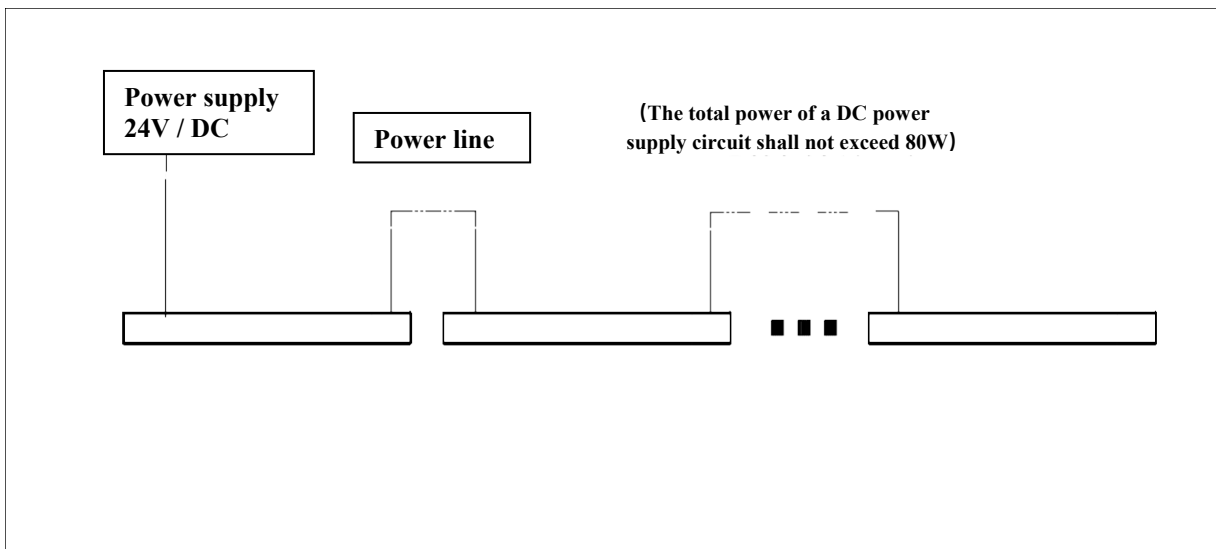 Power supply
24V / DC
Power line
(The total power of a DC power
supply circuit shall not exceed 80W)